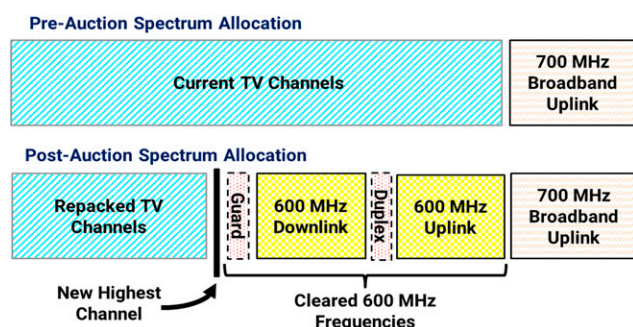 Pre-Auction Spectrum Allocation
Current TV Channels
700 MHz
Broadband
Uplink
Post-Auction Spectrum Allocation
Repacked TV
Channels
Guard
600 MHz
Downlink
Duplex
600 MHz
Uplink
700 MHz
Broadband
Uplink
New Highest
Channel
Cleared 600 MHz
Frequencies